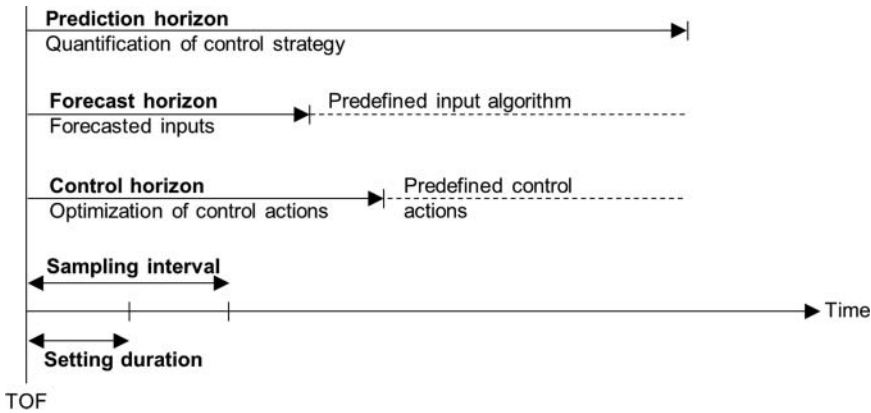 Prediction horizon
Quantification of control strategy
Forecast horizon
Predefined input algorithm
Forecasted inputs
Control horizon
Predefined control
Optimization of control actions
actions
Sampling interval
Time
Setting duration
TOF